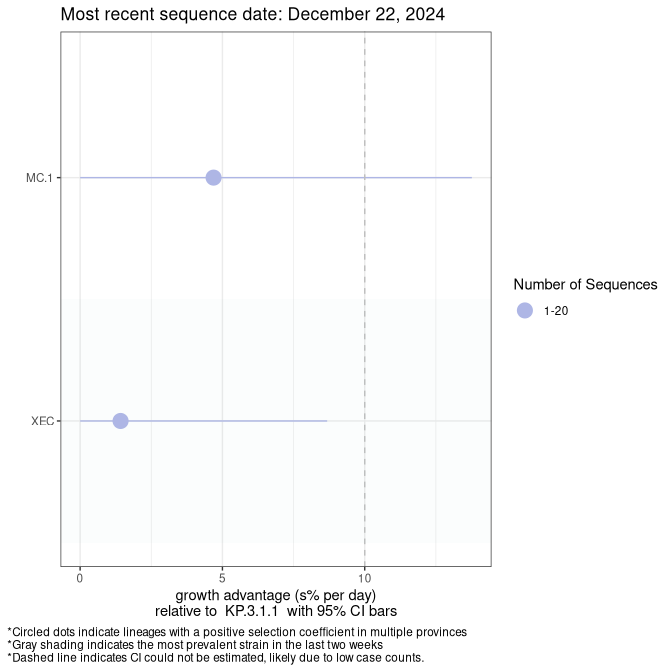 Most recent sequence date: December 22, 2024
MC.1
Number of Sequences
1-20
XEC
0 5 10
growth advantage (s% per day)
relative to KP.3.1.1 with 95% CI bars
*Circled dots indicate lineages with a positive selection coefficient in multiple provinces
*Gray shading indicates the most prevalent strain in the last two weeks
*Dashed line indicates CI could not be estimated, likely due to low case counts.